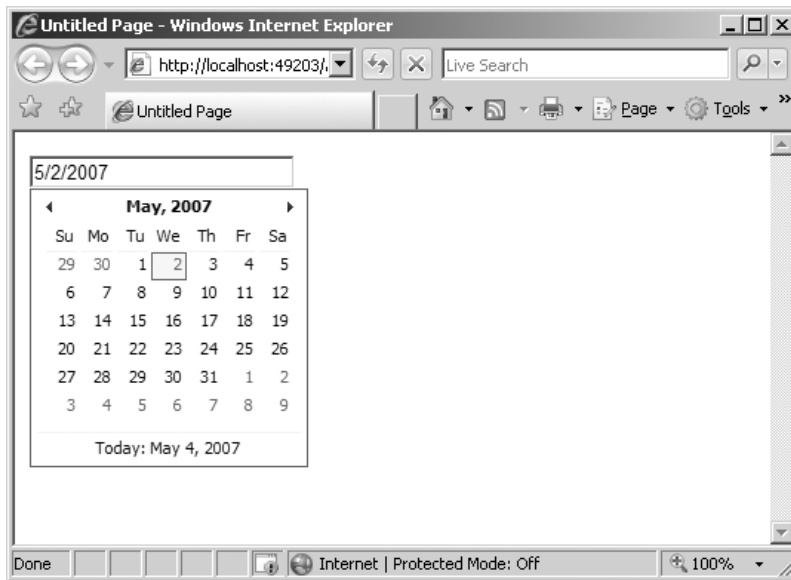 Untitled Page - Windows Internet Explorer
http://localhost:49203/.
Live Search
Untitled Page
Page
Tools
»
5/2/2007
May, 2007
Su Mo Tu We Th Fr Sa
29 30 1 2 3 4 5
6 7 8 9 10 11 12
13 14 15 16 17 18 19
20 21 22 23 24 25 26
27 28 29 30 31 1 2
3 4 5 6 7 8 9
Today: May 4, 2007
Done
Internet | Protected Mode: Off
100%